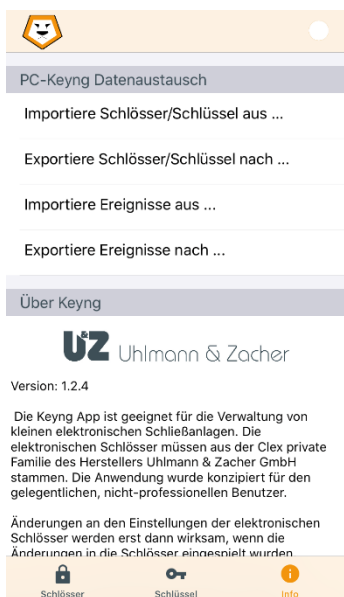 PC-Keyng Datenaustausch
Importiere Schlösser/Schlüssel aus ...
Exportiere Schlösser/Schlüssel nach ...
Importiere Ereignisse aus ...
Exportiere Ereignisse nach ...
Über Keyng
U&Z Uhlmann & Zacher
Version: 1.2.4
Die Keyng App ist geeignet für die Verwaltung von
kleinen elektronischen Schließanlagen. Die
elektronischen Schlösser müssen aus der Clex private
Familie des Herstellers Uhlmann & Zacher GmbH
stammen. Die Anwendung wurde konzipiert für den
gelegentlichen, nicht-professionellen Benutzer.
Änderungen an den Einstellungen der elektronischen
Schlösser werden erst dann wirksam, wenn die
Änderungen in die Schlösser eingespielt wurden
Schlösser Schlüssel Info